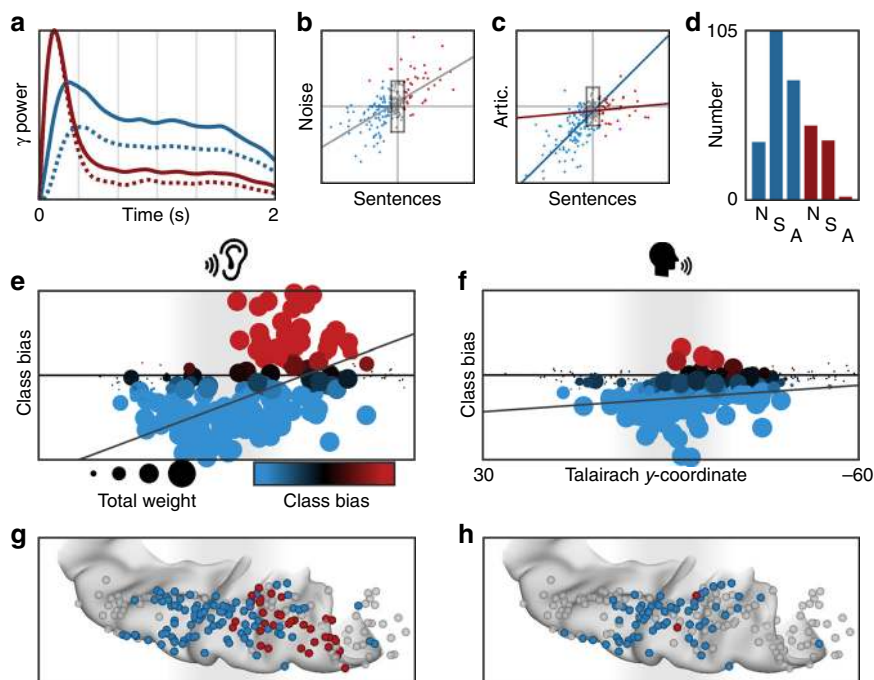 a
γ power
0
Time (s)
2
b
Noise
Sentences
c
Artic.
Sentences
d
105
Number
0
N
S
A
N
S
A
e
Class bias
Total weight
Class bias
f
Class bias
30
Talairach y-coordinate
–60
g
h